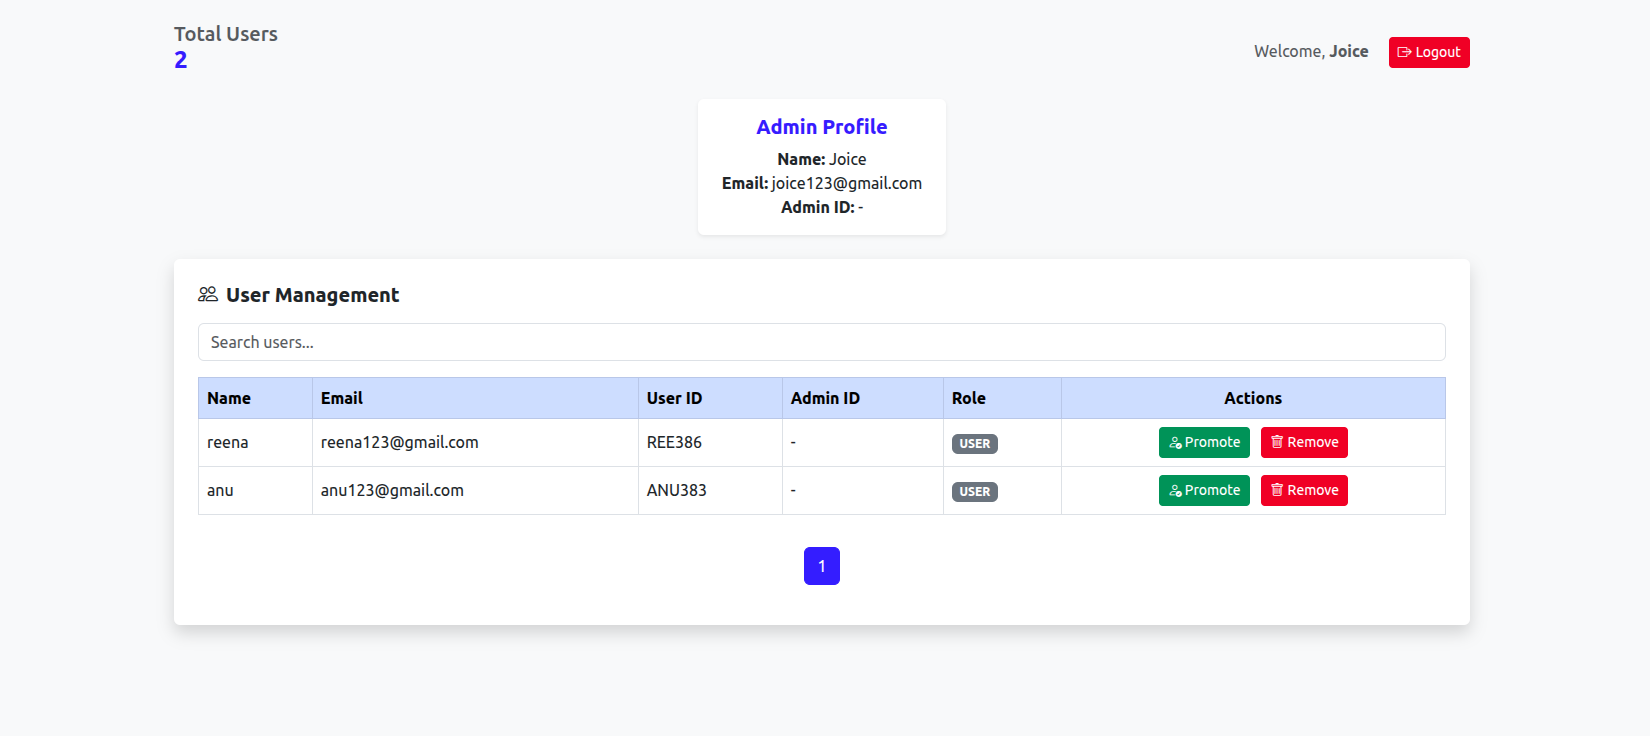 Total Users
2
Welcome, Joice
Logout
Admin Profile
Name: Joice
Email: joice123@gmail.com
Admin ID: -
User Management
Search users...
Name Email User ID Admin ID Role Actions
reena reena123@gmail.com REE386 - USER Promote Remove
anu anu123@gmail.com ANU383 - USER Promote Remove
1